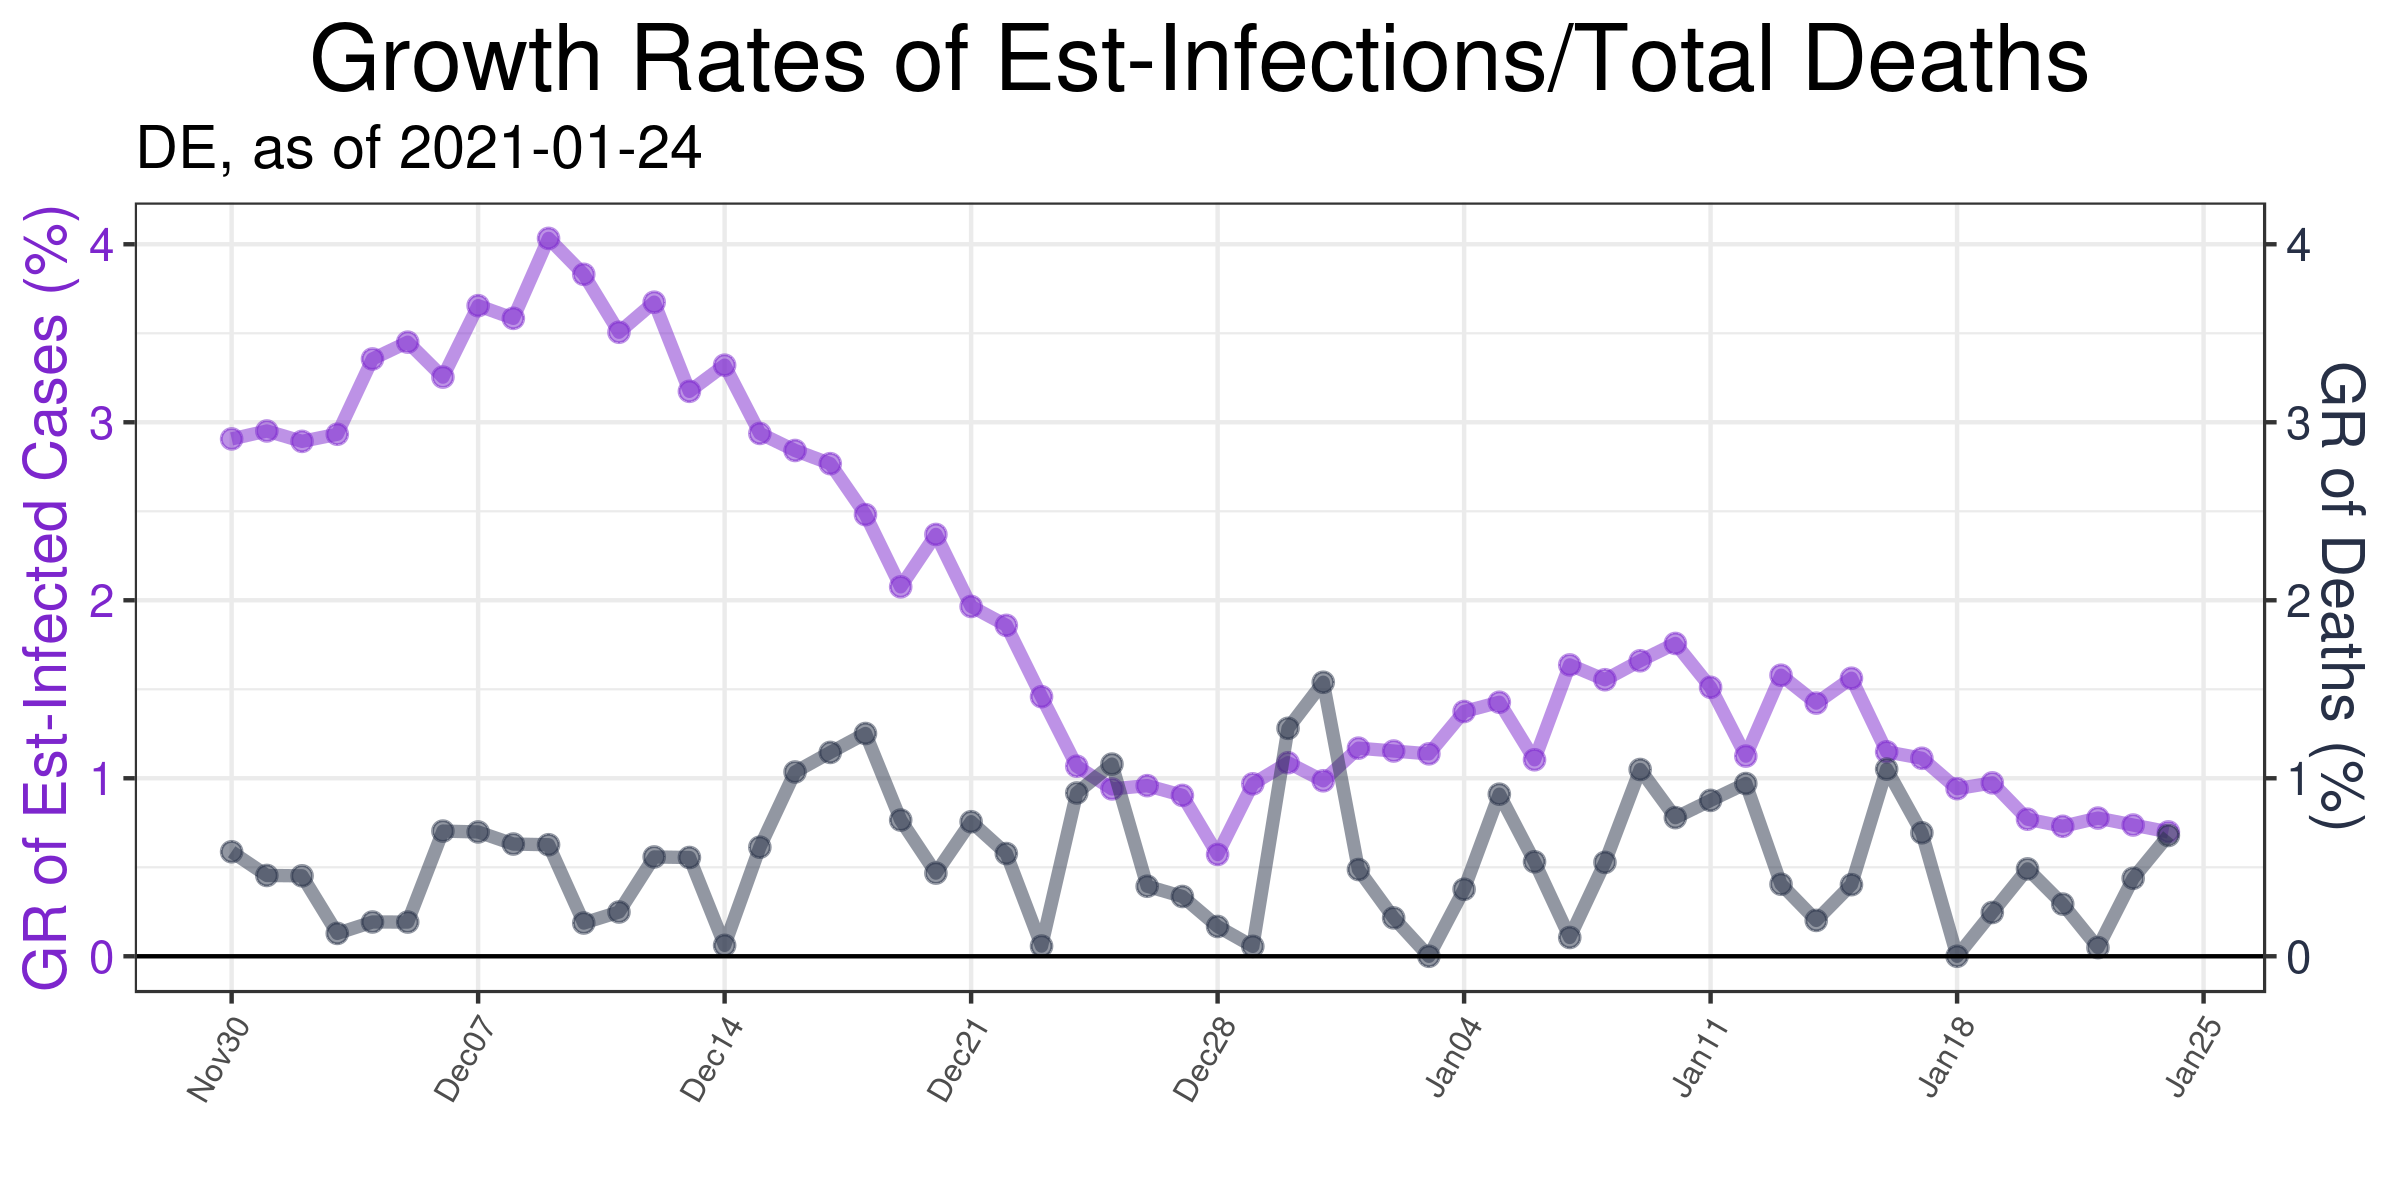 Growth Rates of Est-Infections/Total Deaths
DE, as of 2021-01-24
GR of Est-Infected Cases (%)
4
3
2
1
0
4
3
2
1
0
GR of Deaths (%)
Nov30
Dec07
Dec14
Dec21
Dec28
Jan04
Jan11
Jan18
Jan25